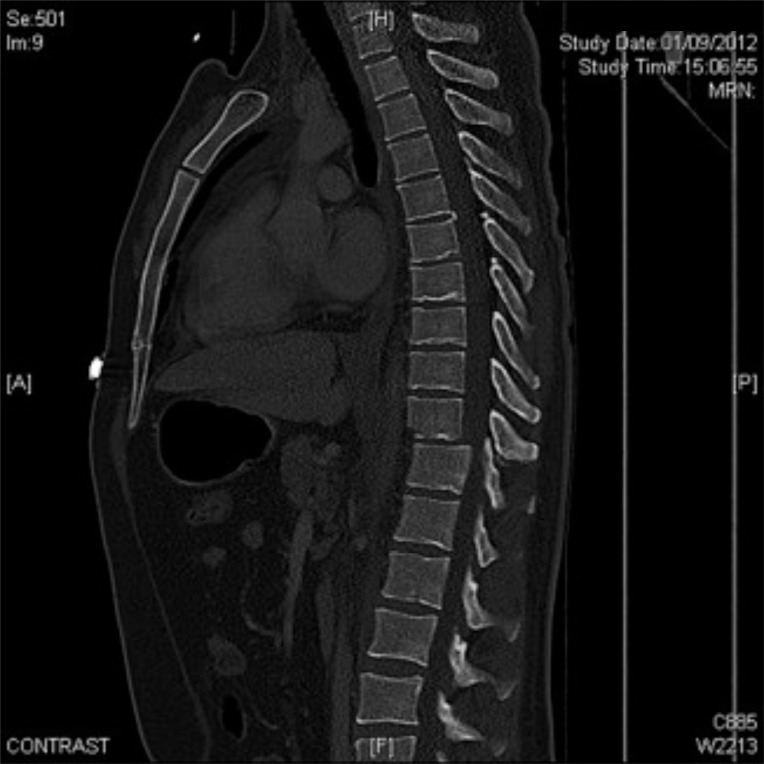 Se:501
Im:9
[H]
Study Date:01/09/2012
Study Time:15:06:55
MRN:
[A]
[P]
CONTRAST
[F]
C885
W2213